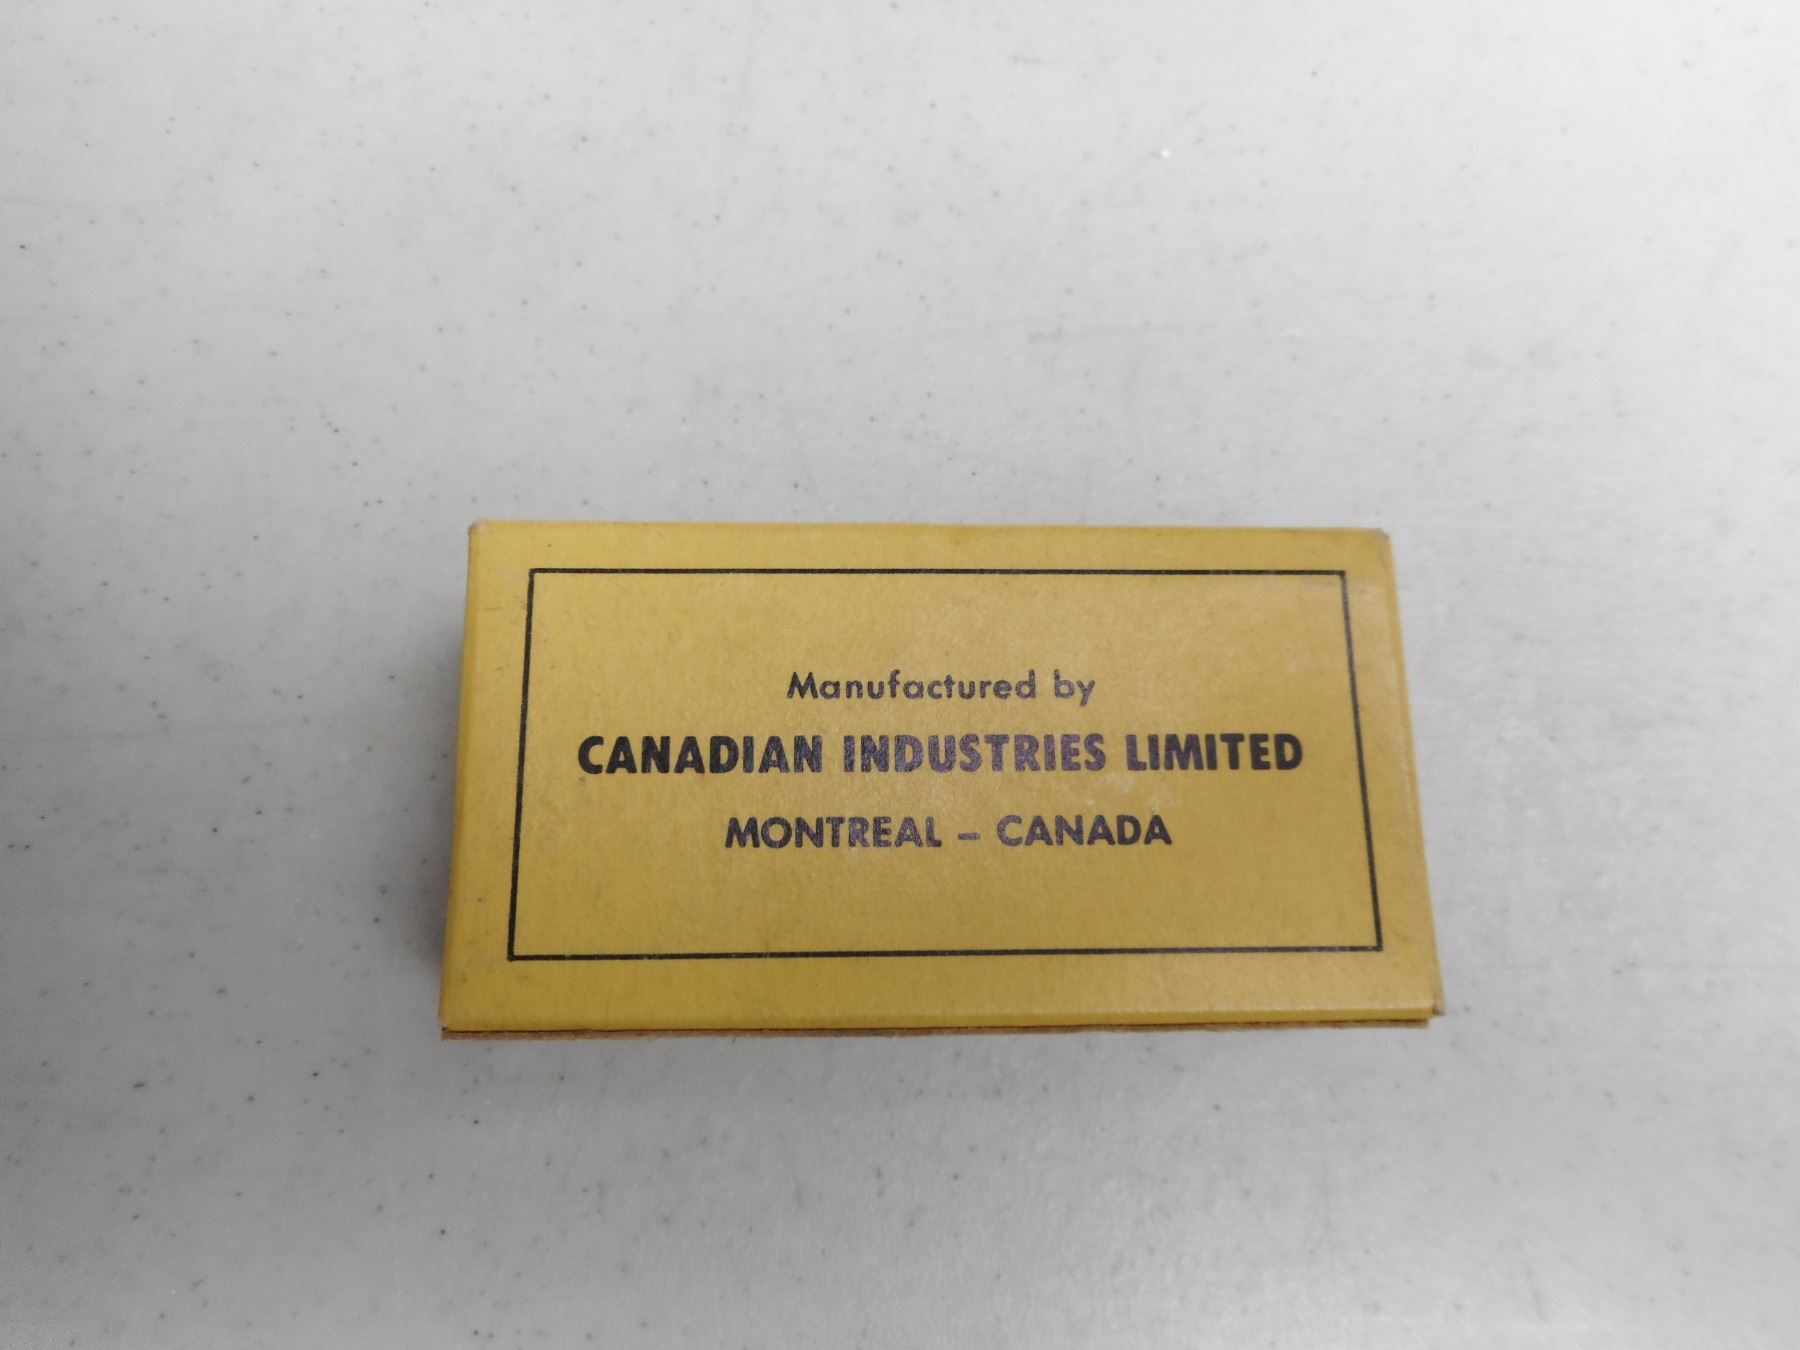 Manufactured by
CANADIAN INDUSTRIES LIMITED
MONTREAL – CANADA